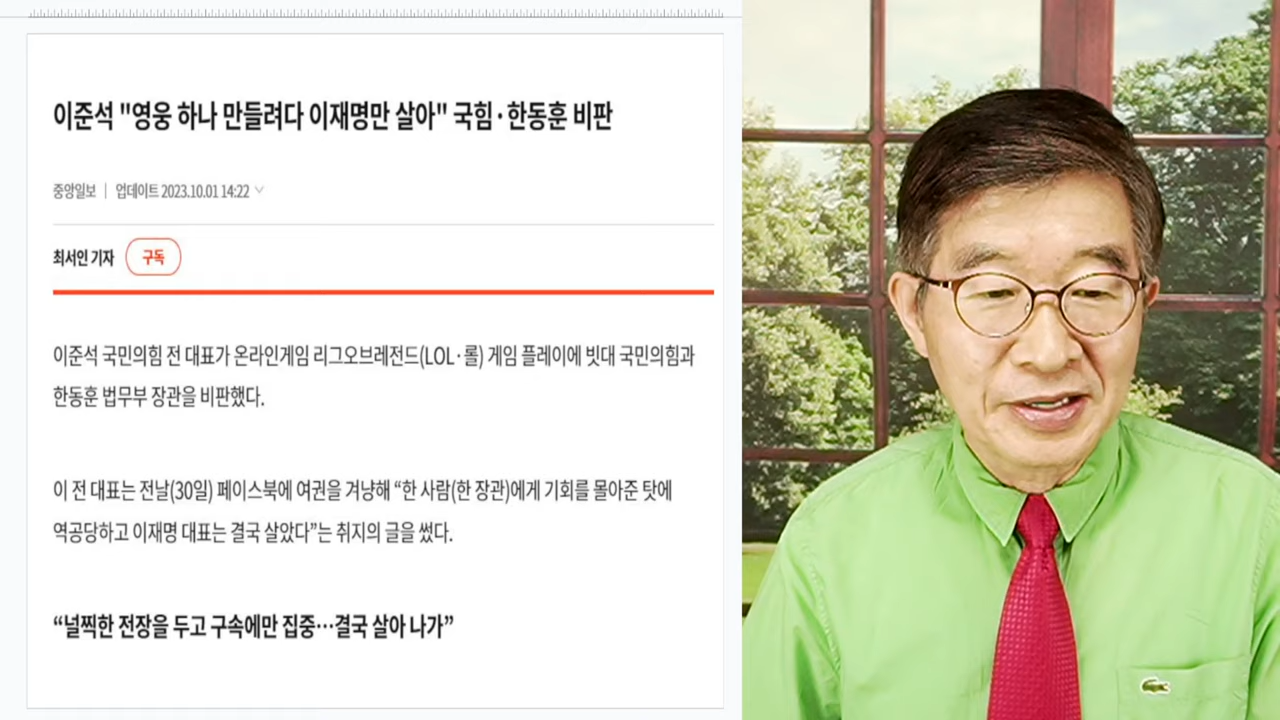 이준석 "영웅 하나 만들려다 이재명만 살아" 국힘·한동훈 비판
중앙일보 | 업데이트 2023.10.01 14:22
최서인 기자 구독
이준석 국민의힘 전 대표가 온라인게임 리그오브레전드(LOL·롤) 게임 플레이에 빗대 국민의힘과
한동훈 법무부 장관을 비판했다.
이 전 대표는 전날(30일) 페이스북에 여권을 겨냥해 “한 사람(한 장관)에게 기회를 몰아준 탓에
역공당하고 이재명 대표는 결국 살았다”는 취지의 글을 썼다.
“널찍한 전장을 두고 구속에만 집중…결국 살아 나가”